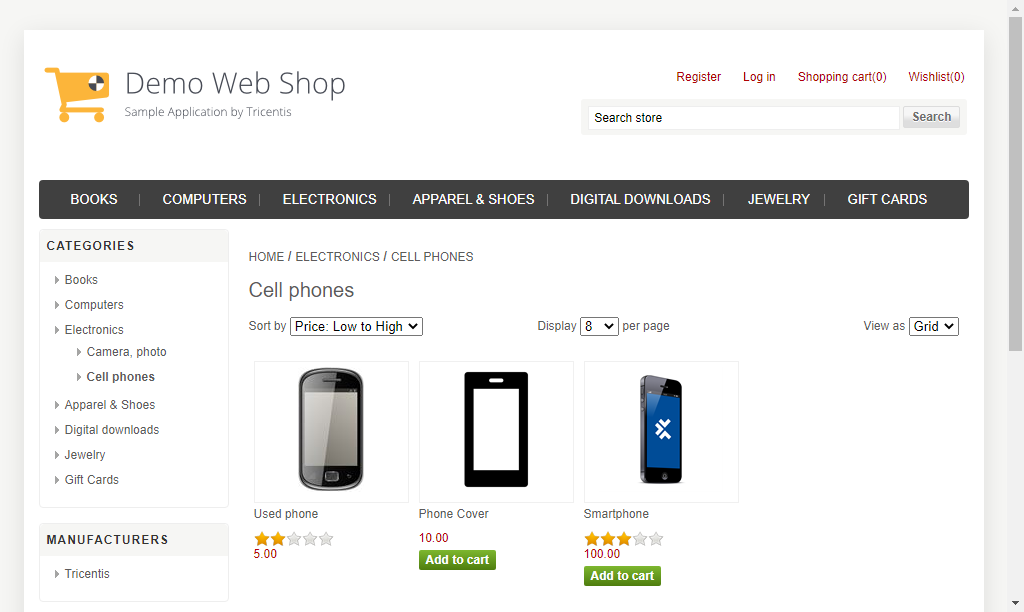 Demo Web Shop
Sample Application by Tricentis
Register Log in Shopping cart(0) Wishlist(0)
Search store Search
BOOKS COMPUTERS ELECTRONICS APPAREL & SHOES DIGITAL DOWNLOADS JEWELRY GIFT CARDS
CATEGORIES
Books
Computers
Electronics
Camera, photo
Cell phones
Apparel & Shoes
Digital downloads
Jewelry
Gift Cards
MANUFACTURERS
Tricentis
HOME / ELECTRONICS / CELL PHONES
Cell phones
Sort by Price: Low to High Display 8 per page View as Grid
Used phone
5.00
Phone Cover
10.00
Add to cart
Smartphone
100.00
Add to cart